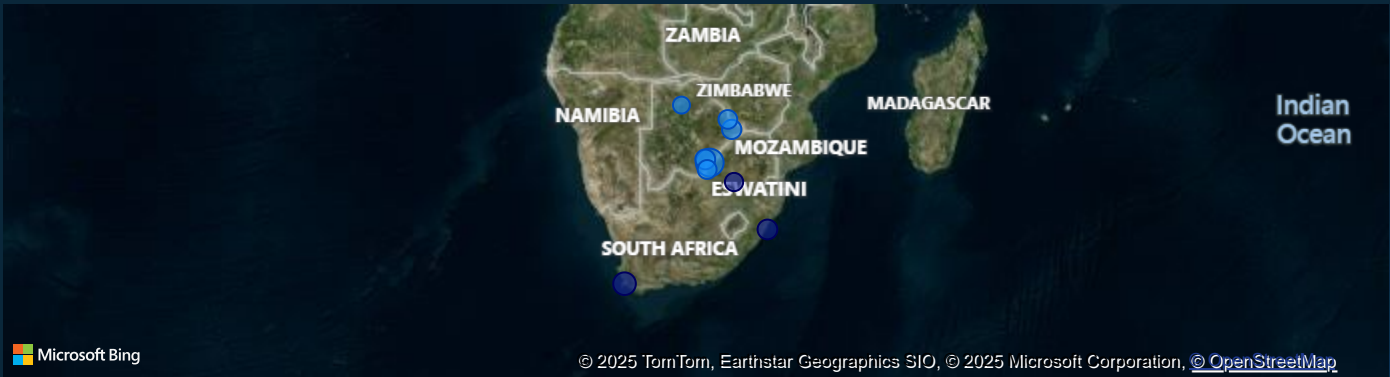 ZAMBIA
ZIMBABWE
NAMIBIA
MADAGASCAR
Indian
Ocean
MOZAMBIQUE
ESWATINI
SOUTH AFRICA
Microsoft Bing
© 2025 TomTom, Earthstar Geographics SIO, © 2025 Microsoft Corporation, © OpenStreetMap